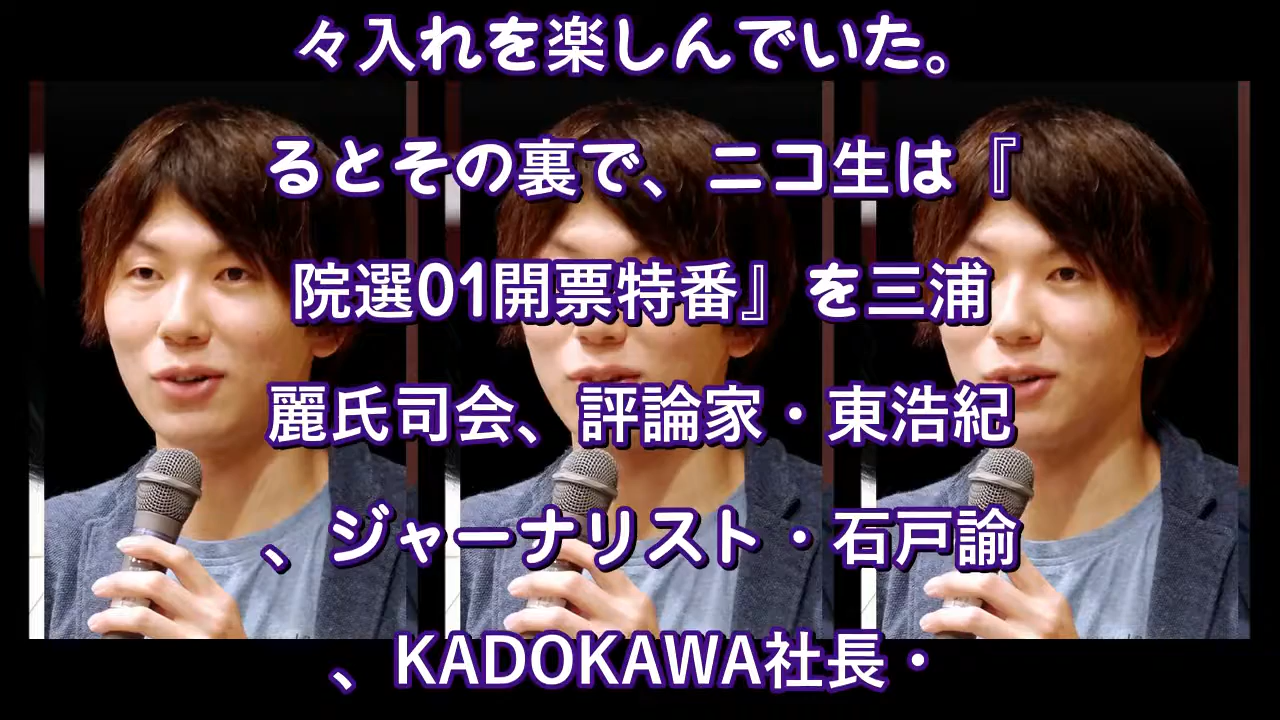 々入れを楽しんでいた。
るとその裏で、ニコ生は『
院選01開票特番』を三浦
麗氏司会、評論家・東浩紀
、ジャーナリスト・石戸諭
、KADOKAWA社長・